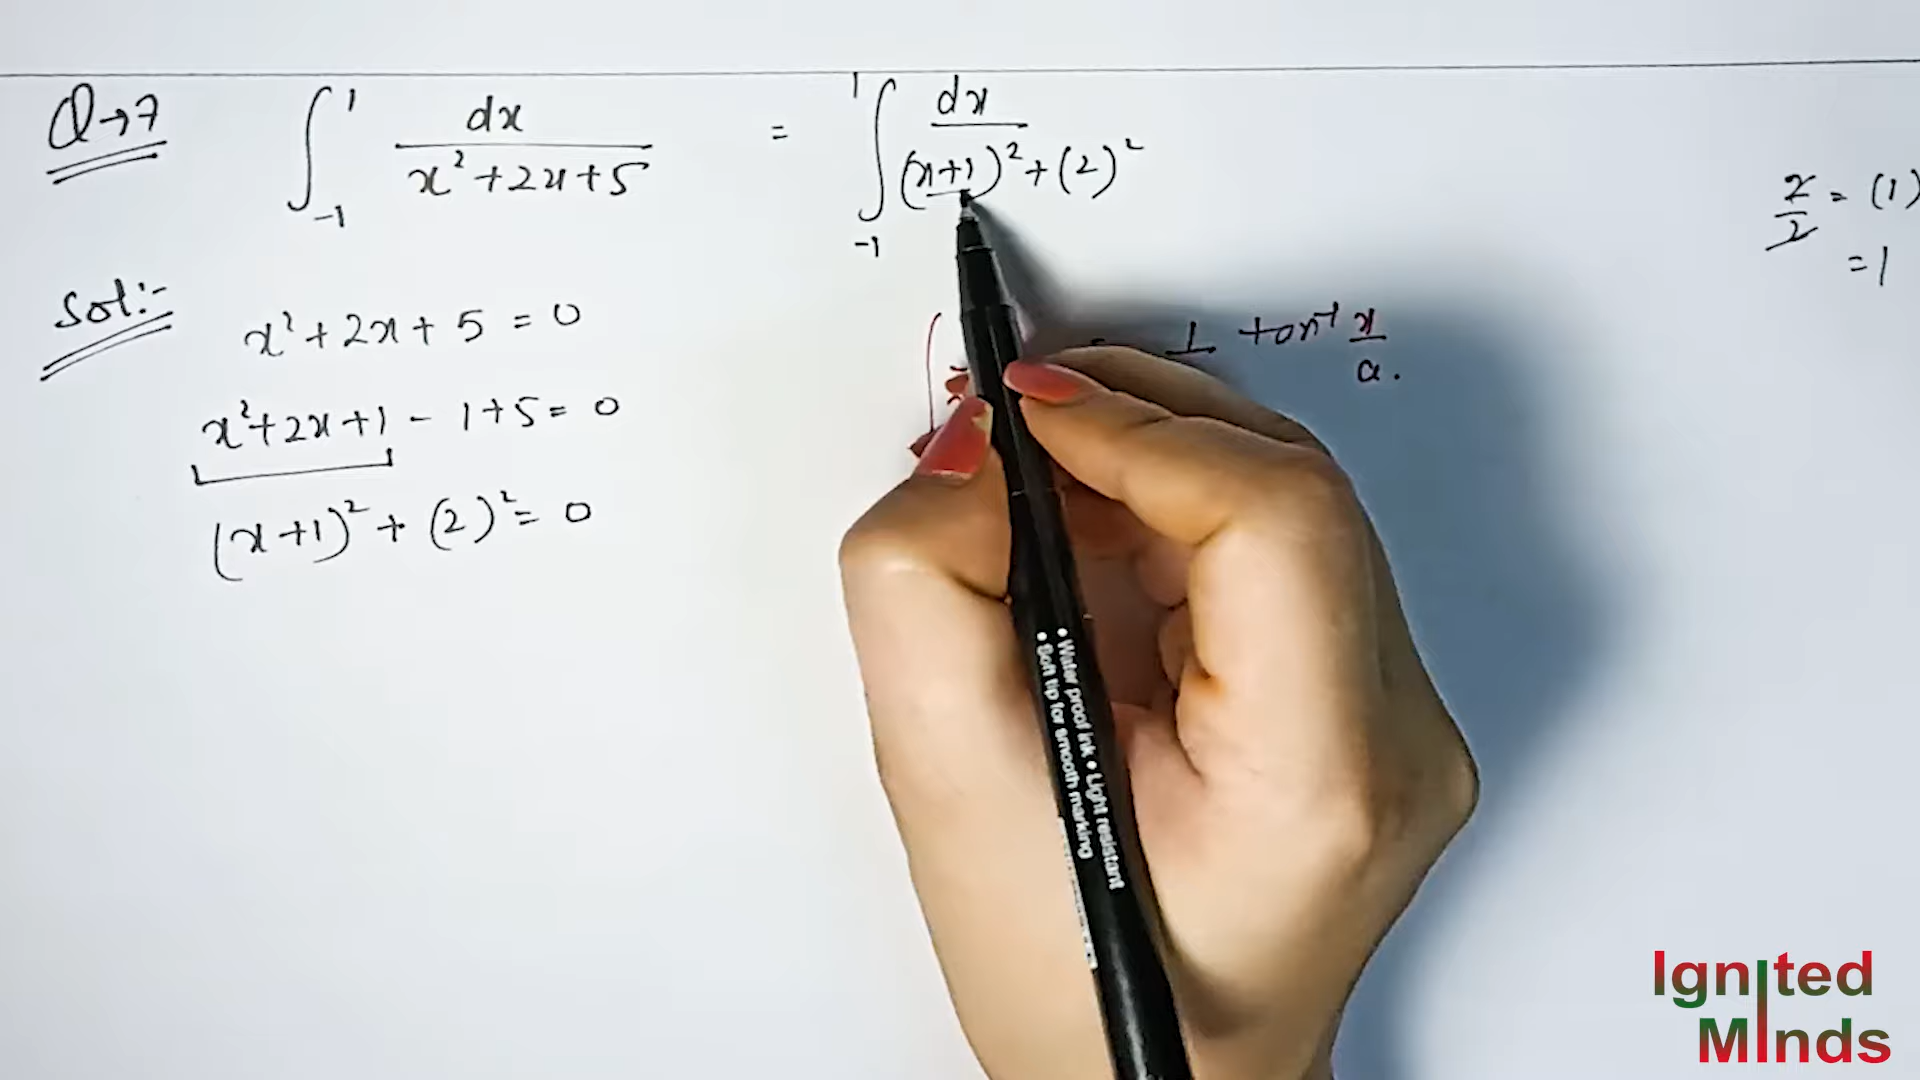 Q→7 ∫₋₁¹ dx / (x²+2x+5) = ∫₋₁¹ dx / ((x+1)²+(2)²)
x/2 = (1)
=1
Sol:-
x²+2x+5 = 0
1 tan⁻¹ x/a.
x²+2x+1 - 1+5 = 0
(x+1)² + (2)² = 0
• Water proof ink • Light resistant
• Soft tip for smooth marking
Ignited
Minds